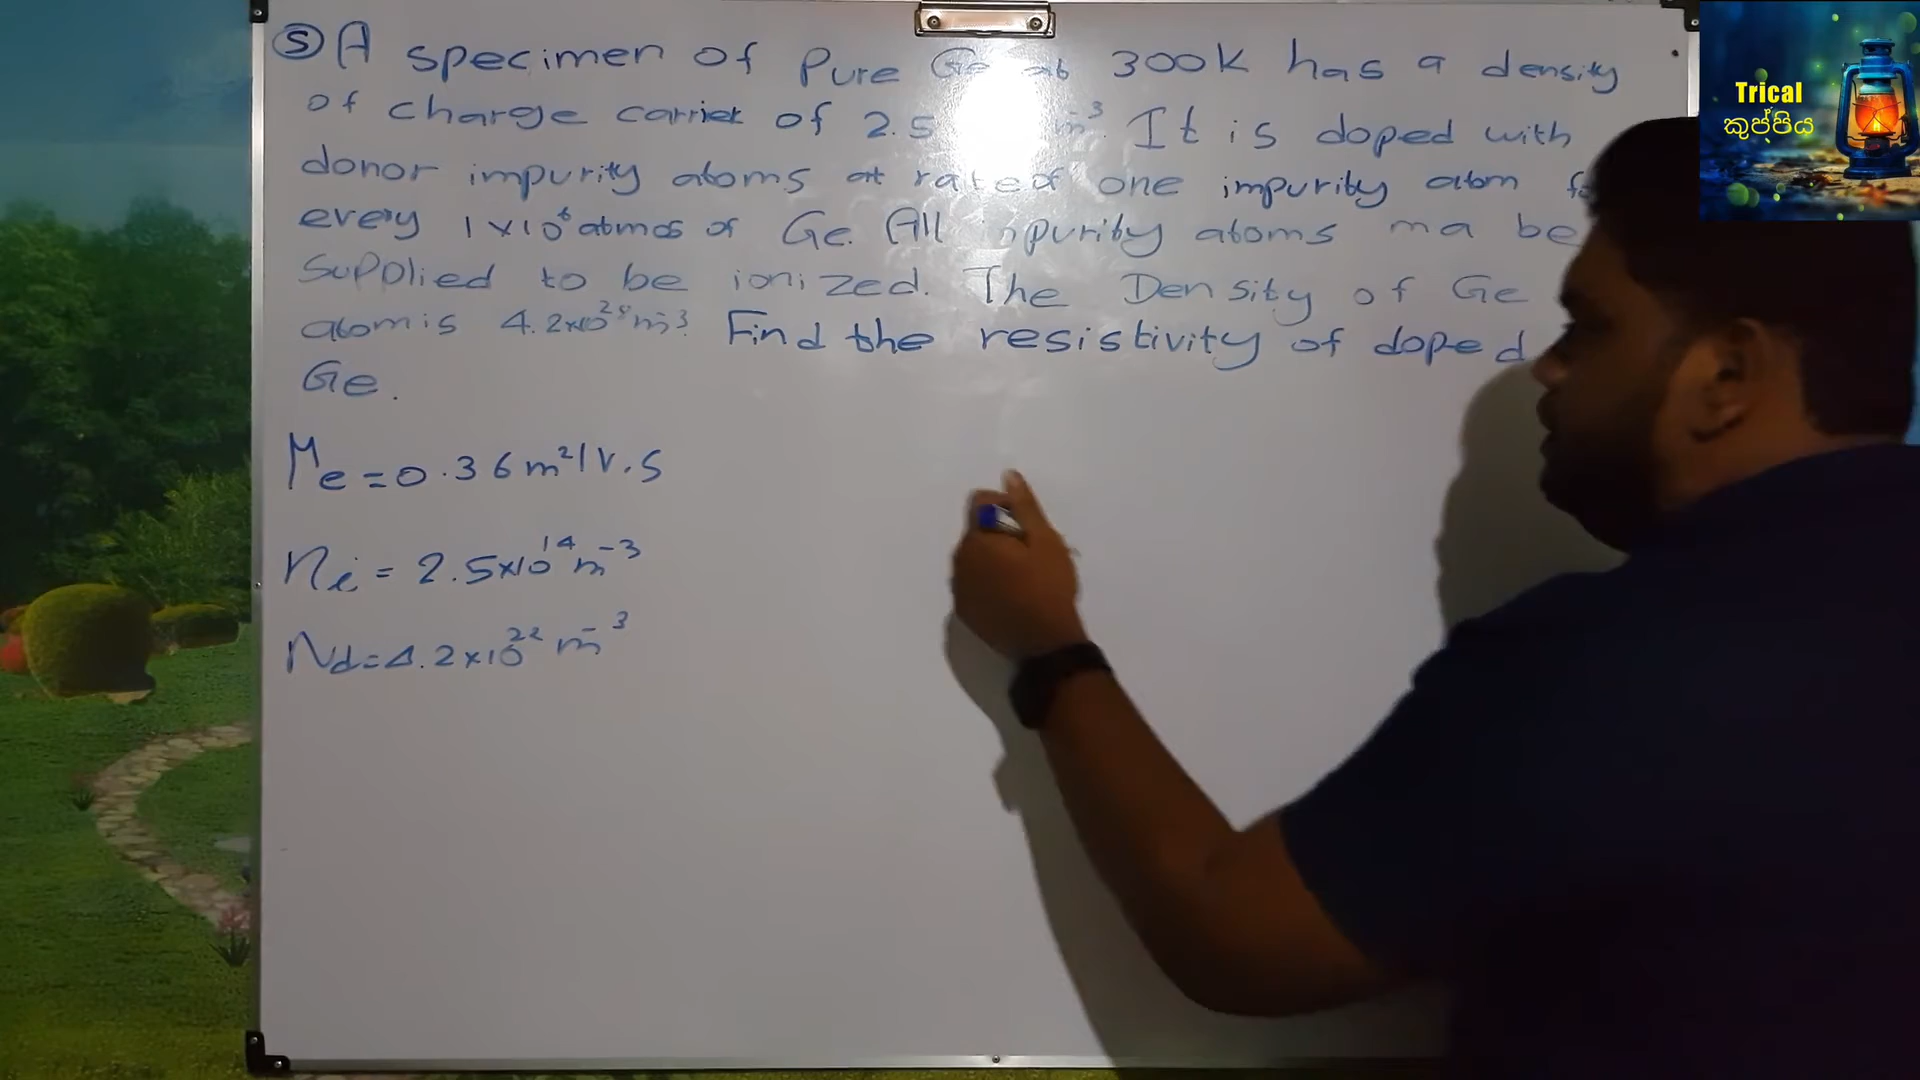 ⑤ A specimen of Pure Ge at 300K has a density
of charge carrier of 2.5 m⁻³. It is doped with
donor impurity atoms at rate of one impurity atom
every 1×10⁶ atmos of Ge. All purity atoms ma be
Supplied to be ionized. The Density of Ge
atom is 4.2×10²⁸ m⁻³. Find the resistivity of doped
Ge.
μe = 0.36 m²/V.S
ni = 2.5×10¹⁴ m⁻³
Nd = 4.2×10²² m⁻³
Trical
කුප්පිය